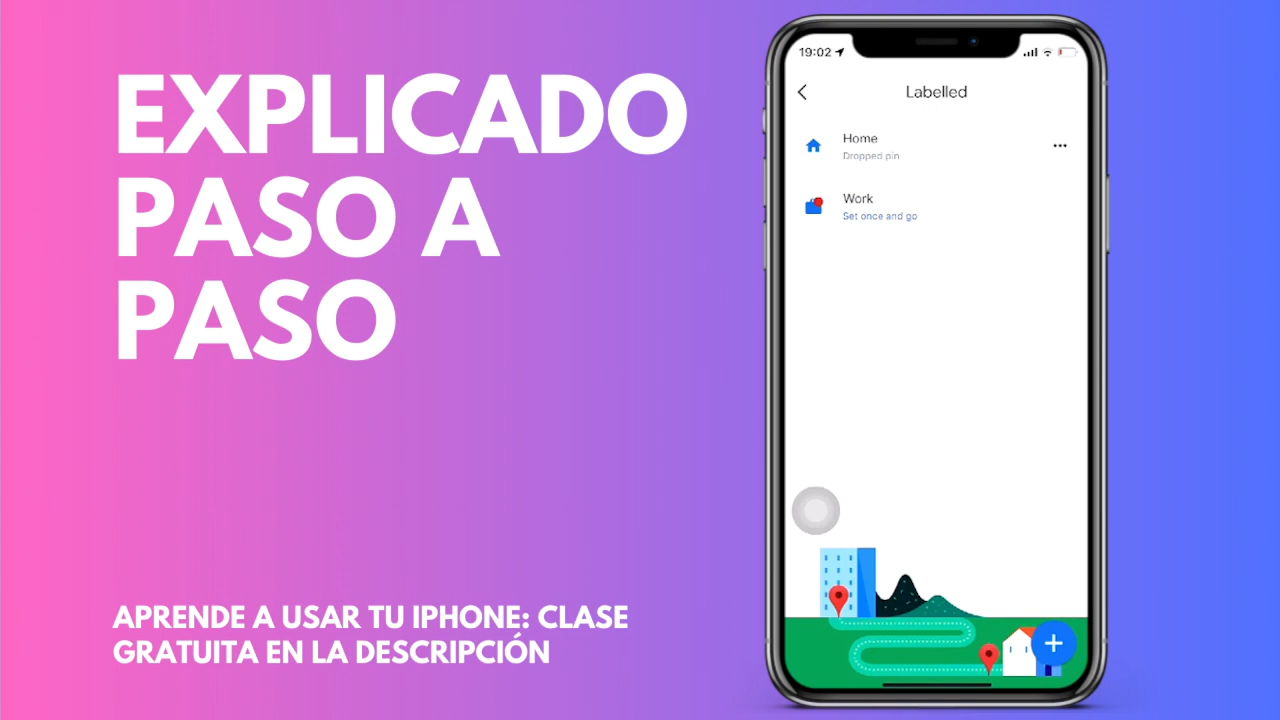 EXPLICADO
PASO A
PASO
APRENDE A USAR TU IPHONE: CLASE
GRATUITA EN LA DESCRIPCIÓN
19:02
Labelled
Home
Dropped pin
Work
Set once and go